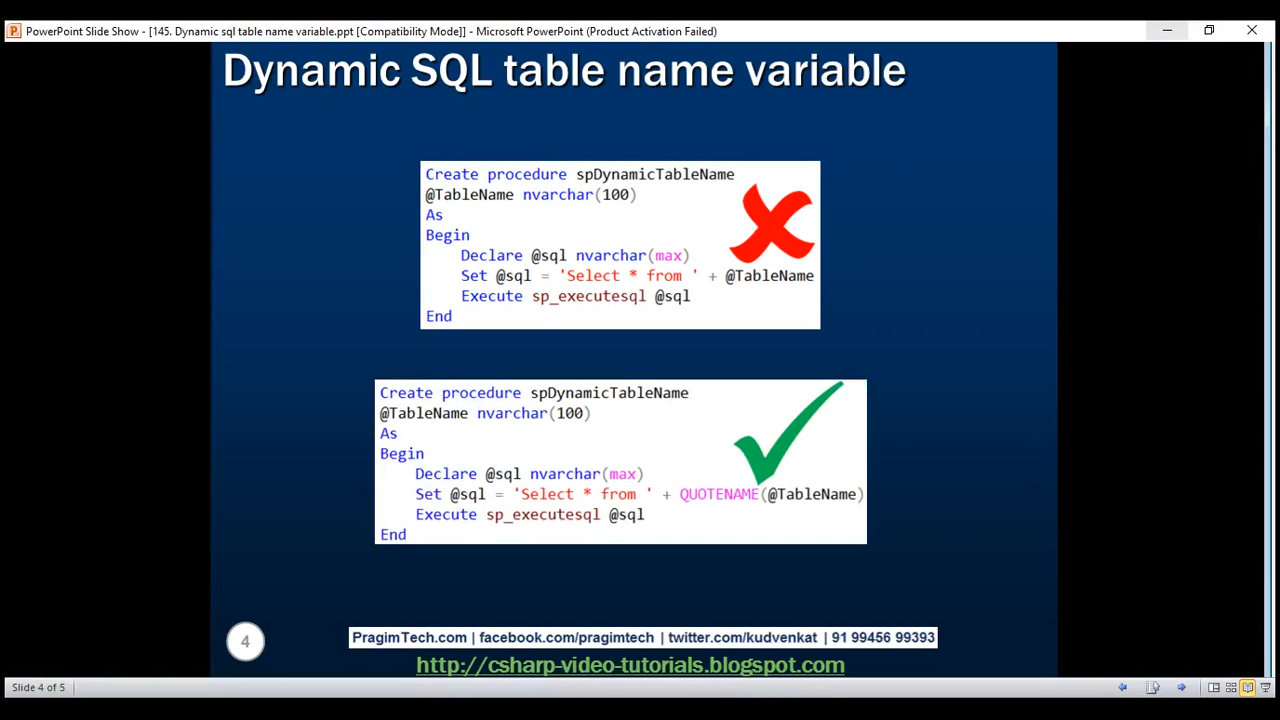 PowerPoint Slide Show - [145. Dynamic sql table name variable.ppt [Compatibility Mode]] - Microsoft PowerPoint (Product Activation Failed)
Dynamic SQL table name variable
Create procedure spDynamicTableName
@TableName nvarchar(100)
As
Begin
Declare @sql nvarchar(max)
Set @sql = 'Select * from ' + @TableName
Execute sp_executesql @sql
End
Create procedure spDynamicTableName
@TableName nvarchar(100)
As
Begin
Declare @sql nvarchar(max)
Set @sql = 'Select * from ' + QUOTENAME(@TableName)
Execute sp_executesql @sql
End
4
PragimTech.com | facebook.com/pragimtech | twitter.com/kudvenkat | 91 99456 99393
http://csharp-video-tutorials.blogspot.com
Slide 4 of 5